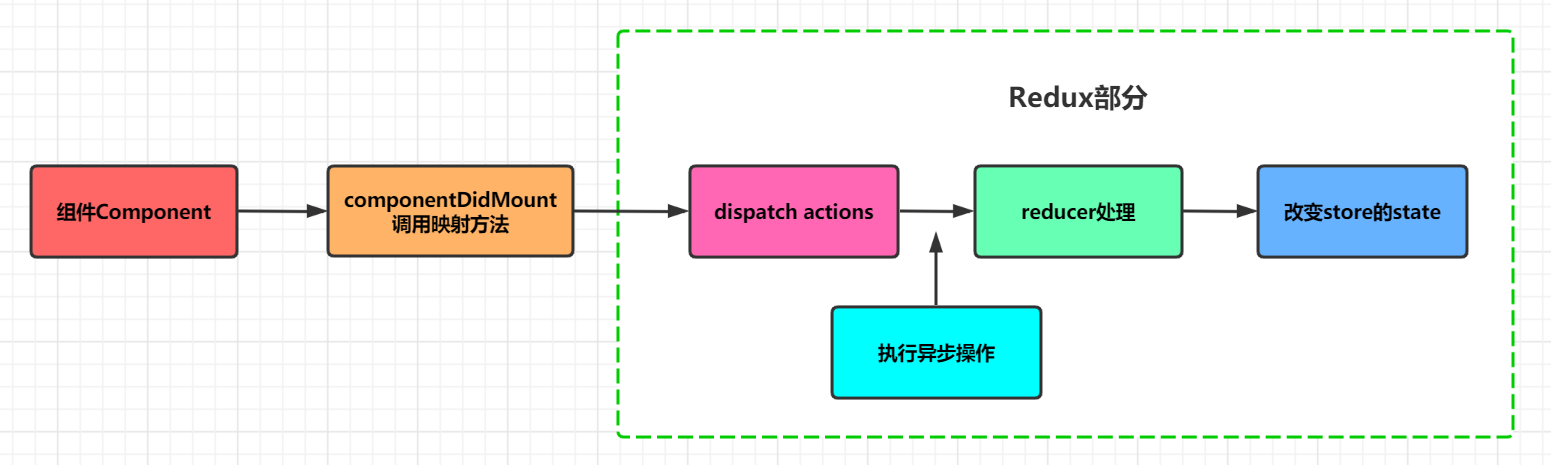 Redux部分
组件Component
componentDidMount
调用映射方法
dispatch actions
reducer处理
改变store的state
执行异步操作